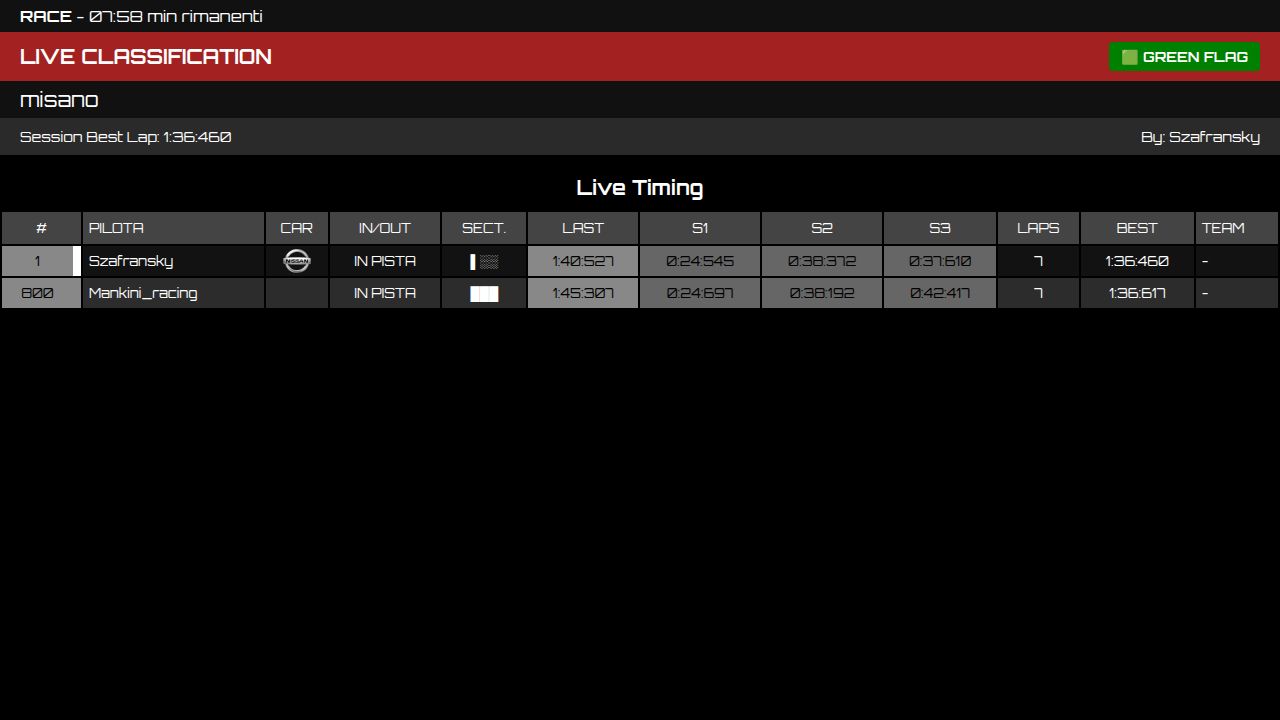 RACE - 07:58 min rimanenti
LIVE CLASSIFICATION
🟩 GREEN FLAG
misano
Session Best Lap: 1:36:460
By: Szafransky
Live Timing
# PILOTA CAR IN/OUT SECT. LAST S1 S2 S3 LAPS BEST TEAM
1 Szafransky NISSAN IN PISTA ▌▒▒ 1:40:527 0:24:545 0:38:372 0:37:610 7 1:36:460 -
800 Mankini_racing IN PISTA ███ 1:45:307 0:24:697 0:38:192 0:42:417 7 1:36:617 -